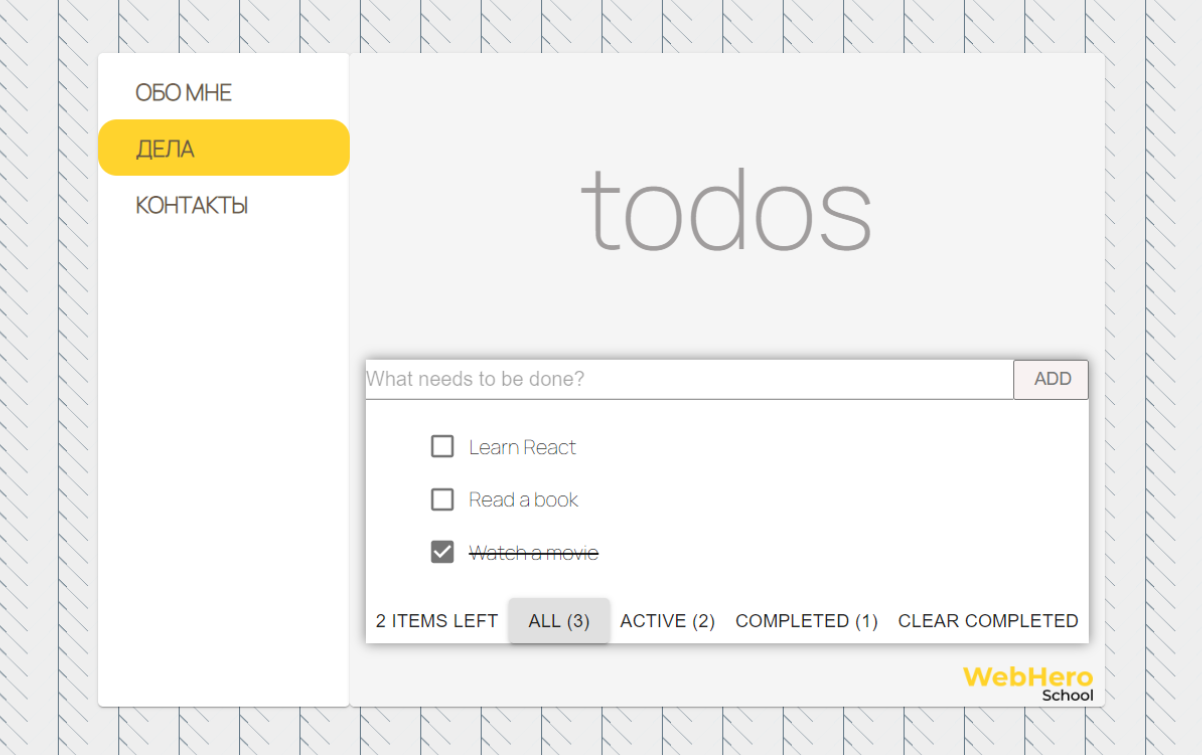 ОБО МНЕ
ДЕЛА
КОНТАКТЫ
todos
What needs to be done? ADD
Learn React
Read a book
Watch a movie
2 ITEMS LEFT ALL (3) ACTIVE (2) COMPLETED (1) CLEAR COMPLETED
WebHero
School